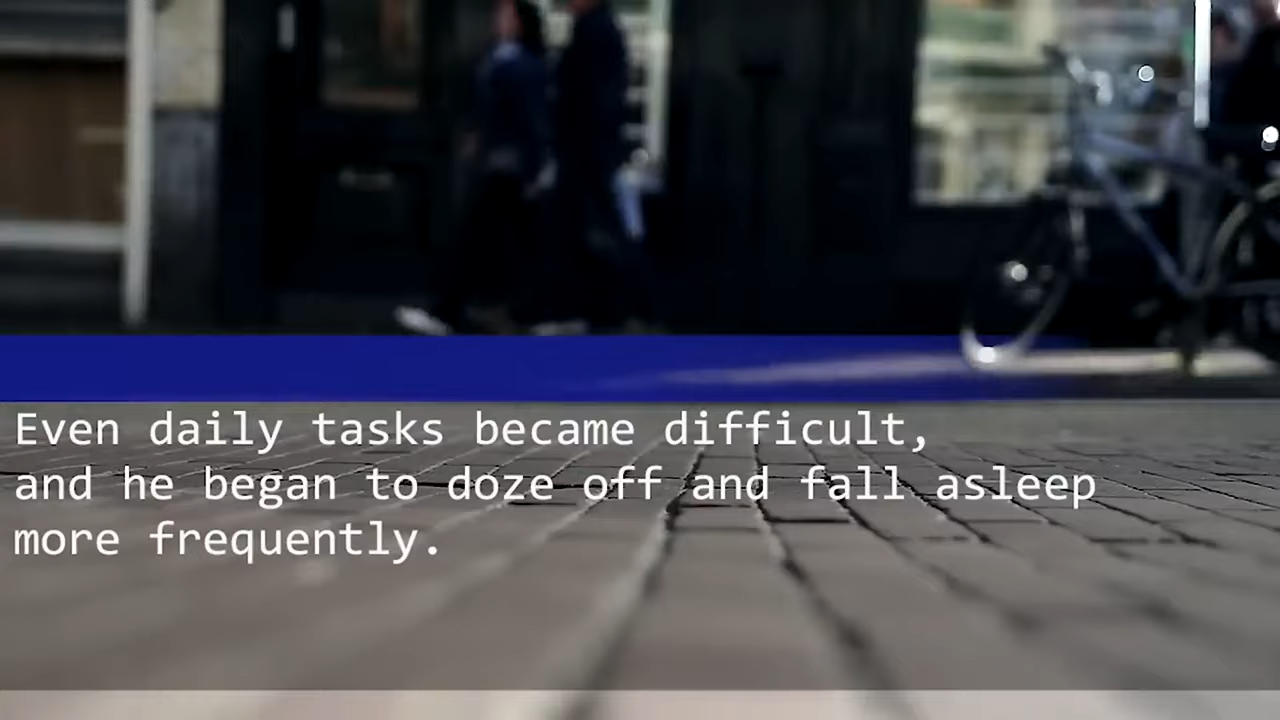 Even daily tasks became difficult,
and he began to doze off and fall asleep
more frequently.